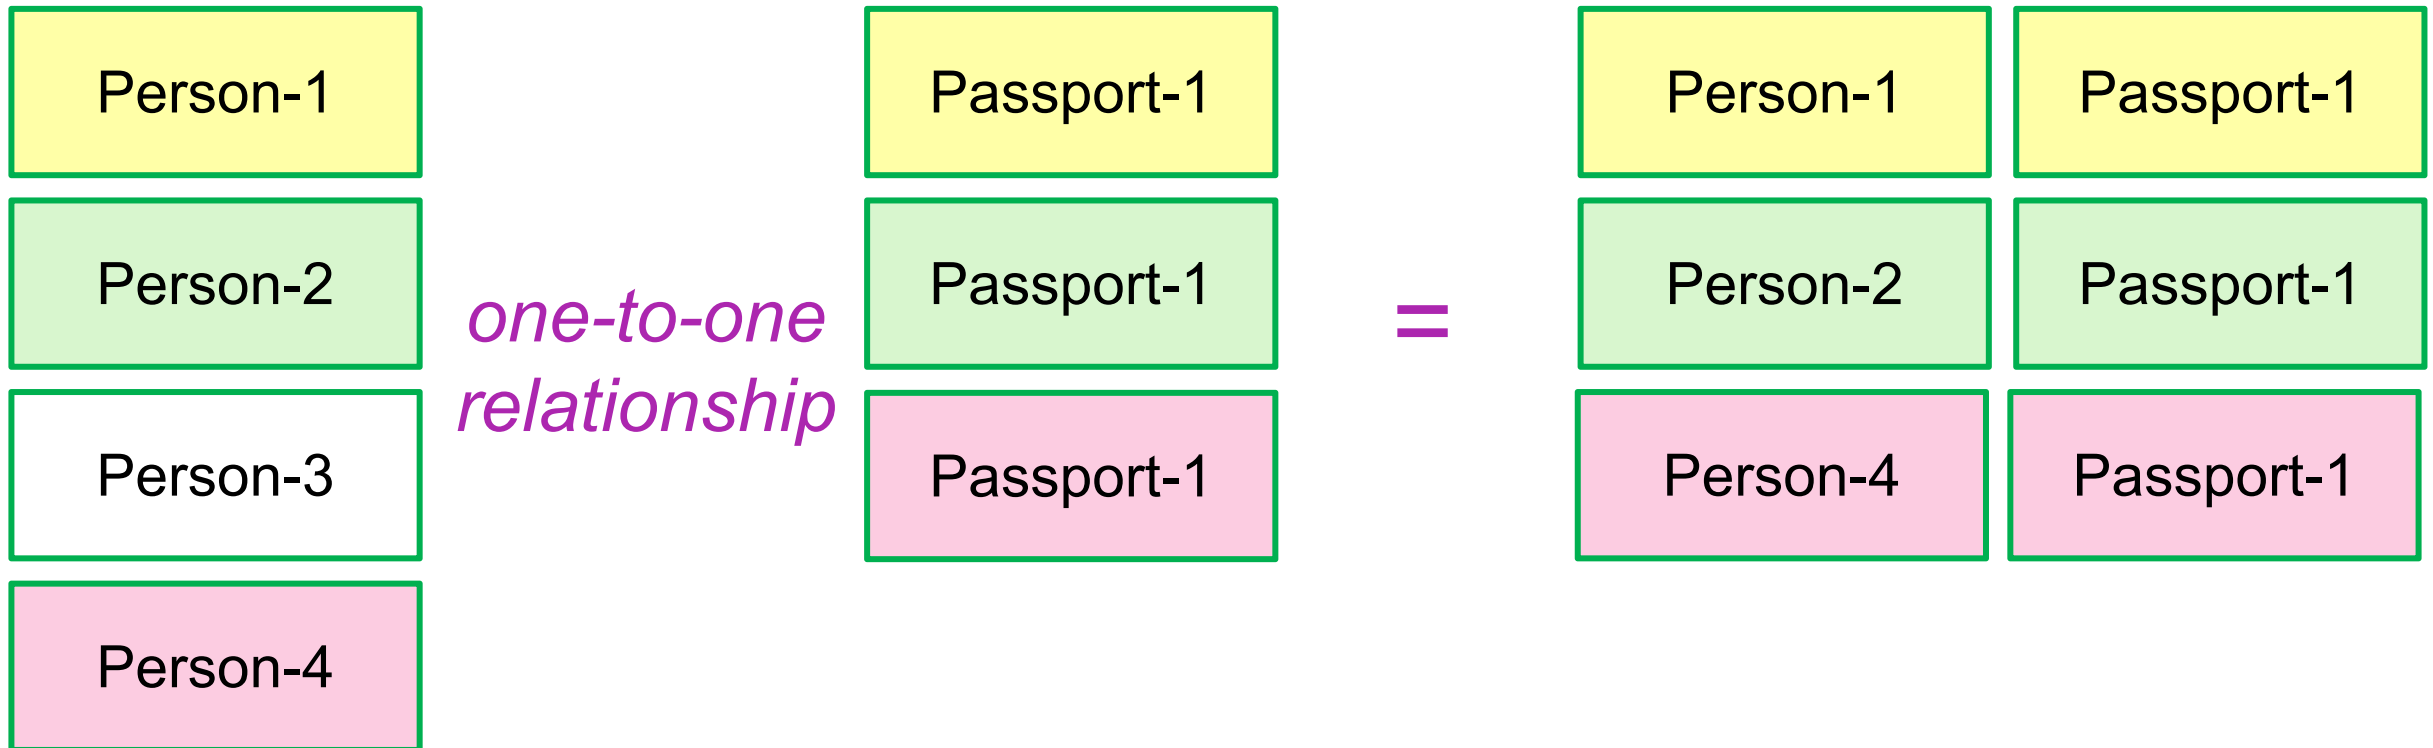 Person-1
Person-2
Person-3
Person-4
one-to-one
relationship
Passport-1
Passport-1
Passport-1
=
Person-1 Passport-1
Person-2 Passport-1
Person-4 Passport-1